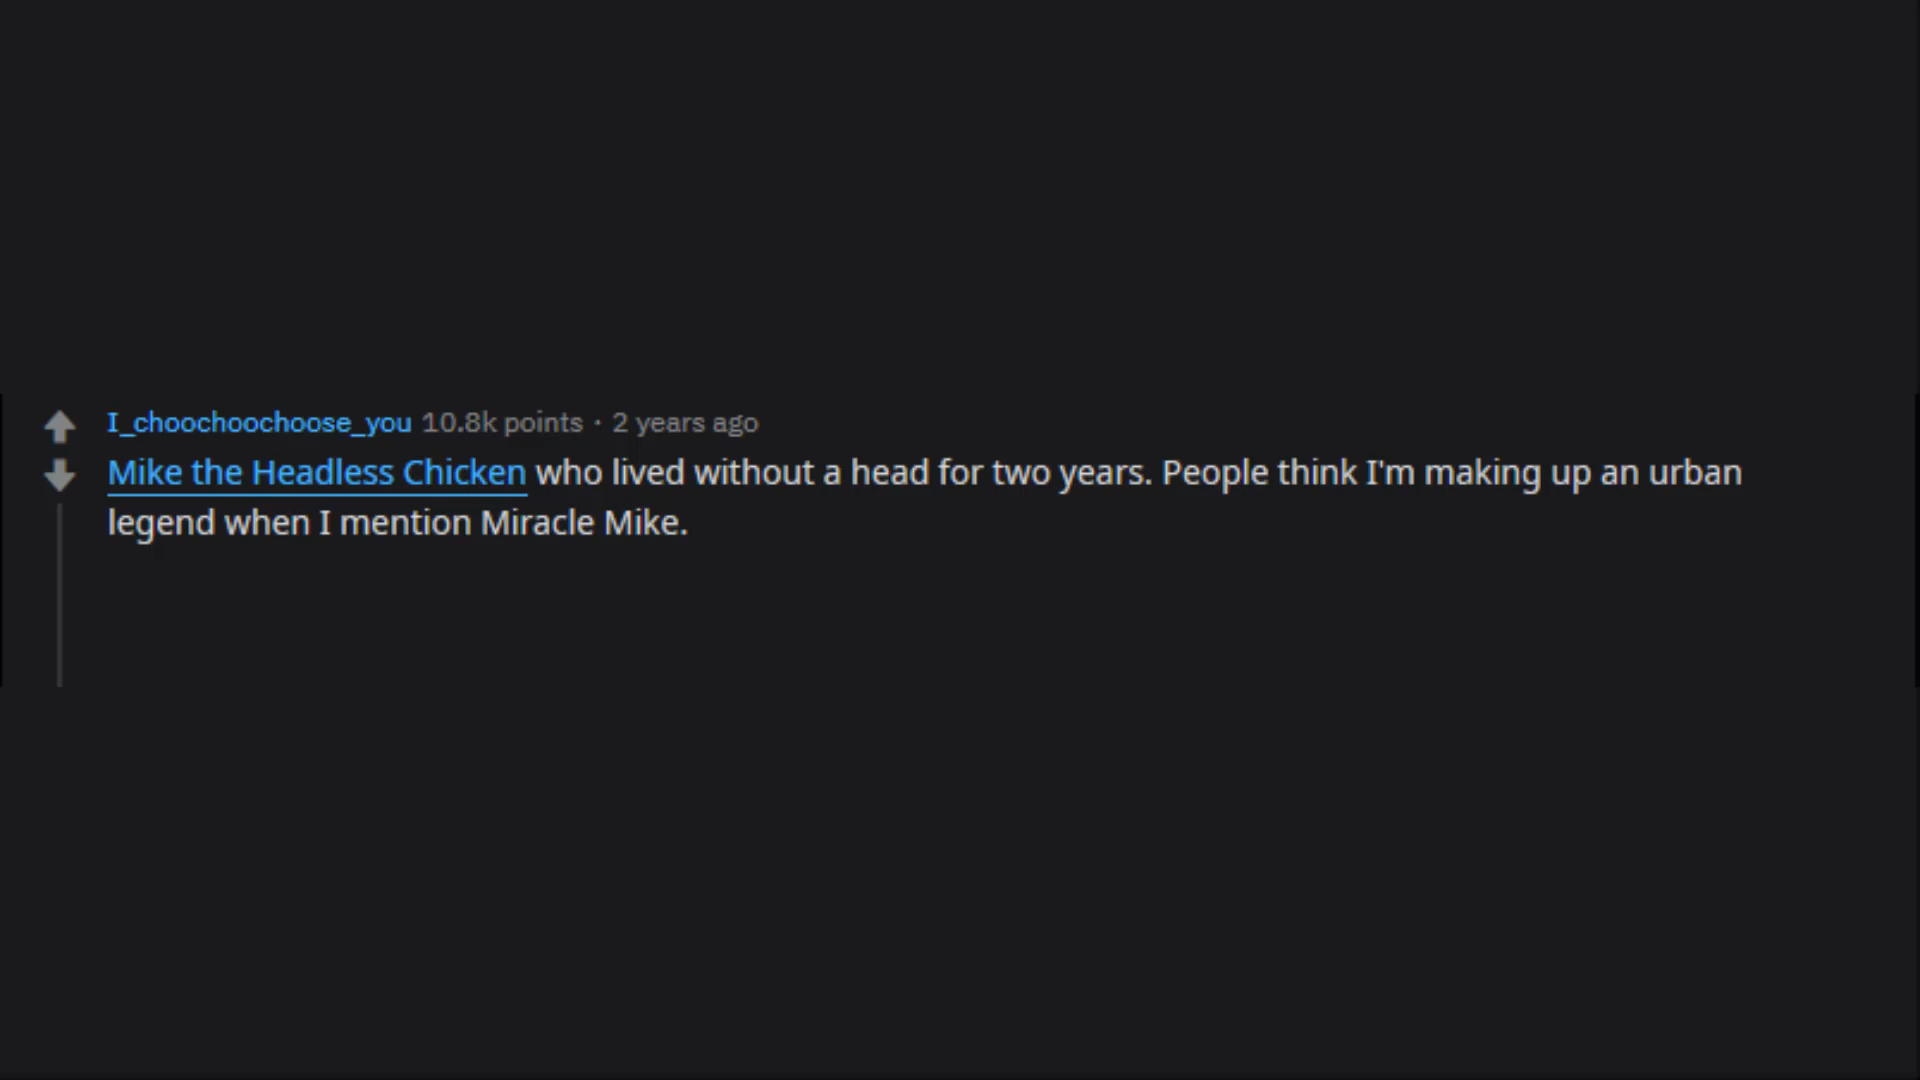 I_choochoochoose_you 10.8k points · 2 years ago
Mike the Headless Chicken who lived without a head for two years. People think I'm making up an urban
legend when I mention Miracle Mike.